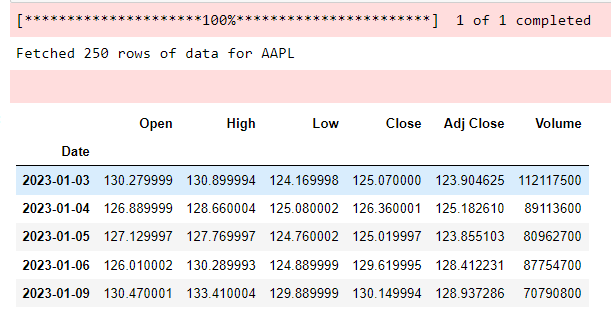 [*********************100%***********************]  1 of 1 completed
Fetched 250 rows of data for AAPL
Open High Low Close Adj Close Volume
Date
2023-01-03 130.279999 130.899994 124.169998 125.070000 123.904625 112117500
2023-01-04 126.889999 128.660004 125.080002 126.360001 125.182610 89113600
2023-01-05 127.129997 127.769997 124.760002 125.019997 123.855103 80962700
2023-01-06 126.010002 130.289993 124.889999 129.619995 128.412231 87754700
2023-01-09 130.470001 133.410004 129.889999 130.149994 128.937286 70790800